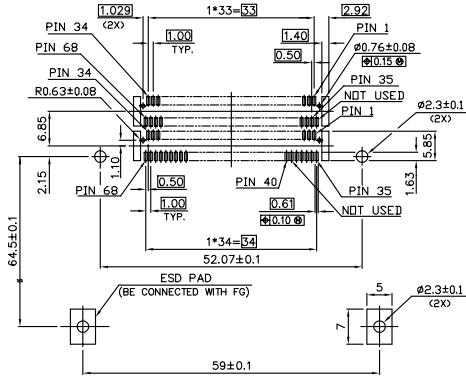 1.029
(2X)
1*33=33
2.92
PIN 34
1.00
TYP.
1.40
PIN 1
0.50
PIN 68
Ø0.76±0.08
⌖ 0.15 Ⓜ
PIN 34
PIN 35
R0.63±0.08
NOT USED
PIN 1
Ø2.3±0.1
(2X)
6.85
5.85
1.10
2.15
1.63
PIN 68
0.50
PIN 40
PIN 35
1.00
TYP.
0.61
NOT USED
⌖ 0.10 Ⓜ
1*34=34
64.5±0.1
52.07±0.1
ESD PAD
(BE CONNECTED WITH FG)
5
Ø2.3±0.1
(2X)
7
59±0.1